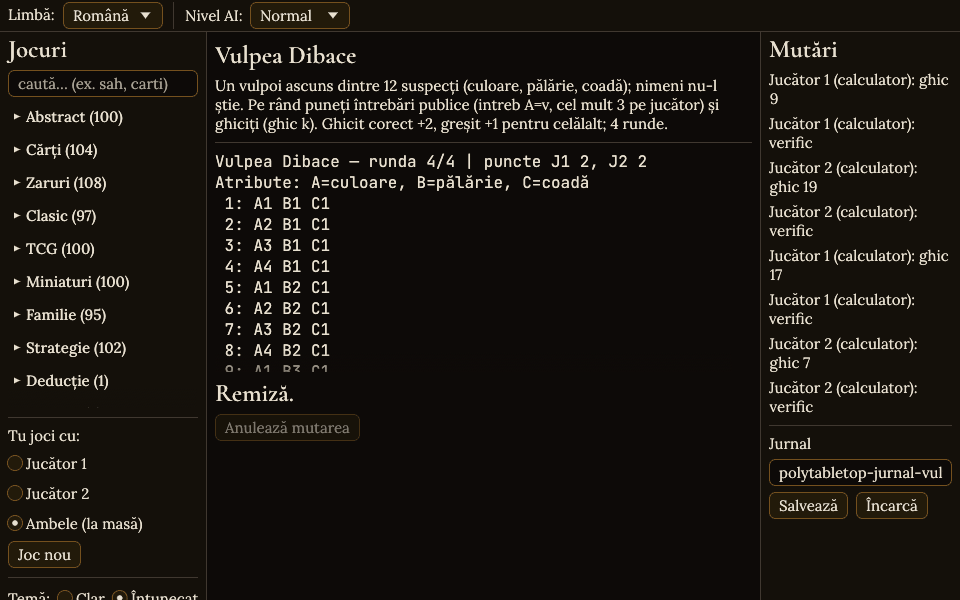 Limbă: Română ▼ Nivel AI: Normal ▼
Jocuri
caută... (ex. sah, carti)
▸ Abstract (100)
▸ Cărți (104)
▸ Zaruri (108)
▸ Clasic (97)
▸ TCG (100)
▸ Miniaturi (100)
▸ Familie (95)
▸ Strategie (102)
▸ Deducție (1)
Tu joci cu:
Jucător 1
Jucător 2
Ambele (la masă)
Joc nou
Temă: Clar Întunecat
Vulpea Dibace
Un vulpoi ascuns dintre 12 suspecți (culoare, pălărie, coadă); nimeni nu-l
știe. Pe rând puneți întrebări publice (intreb A=v, cel mult 3 pe jucător) și
ghiciți (ghic k). Ghicit corect +2, greșit +1 pentru celălalt; 4 runde.
Vulpea Dibace — runda 4/4 | puncte J1 2, J2 2
Atribute: A=culoare, B=pălărie, C=coadă
1: A1 B1 C1
2: A2 B1 C1
3: A3 B1 C1
4: A4 B1 C1
5: A1 B2 C1
6: A2 B2 C1
7: A3 B2 C1
8: A4 B2 C1
9: A1 B3 C1
Remiză.
Anulează mutarea
Mutări
Jucător 1 (calculator): ghic
9
Jucător 1 (calculator):
verific
Jucător 2 (calculator):
ghic 19
Jucător 2 (calculator):
verific
Jucător 1 (calculator): ghic
17
Jucător 1 (calculator):
verific
Jucător 2 (calculator):
ghic 7
Jucător 2 (calculator):
verific
Jurnal
polytabletop-jurnal-vul
Salvează Încarcă